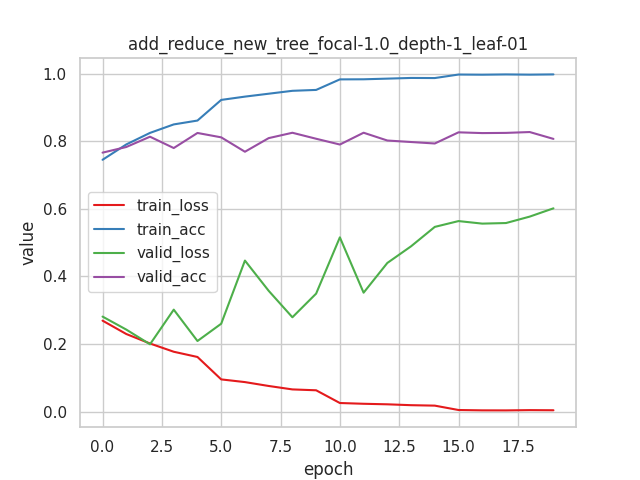 add_reduce_new_tree_focal-1.0_depth-1_leaf-01
1.0
0.8
0.6
0.4
0.2
0.0
value
train_loss
train_acc
valid_loss
valid_acc
0.0 2.5 5.0 7.5 10.0 12.5 15.0 17.5
epoch